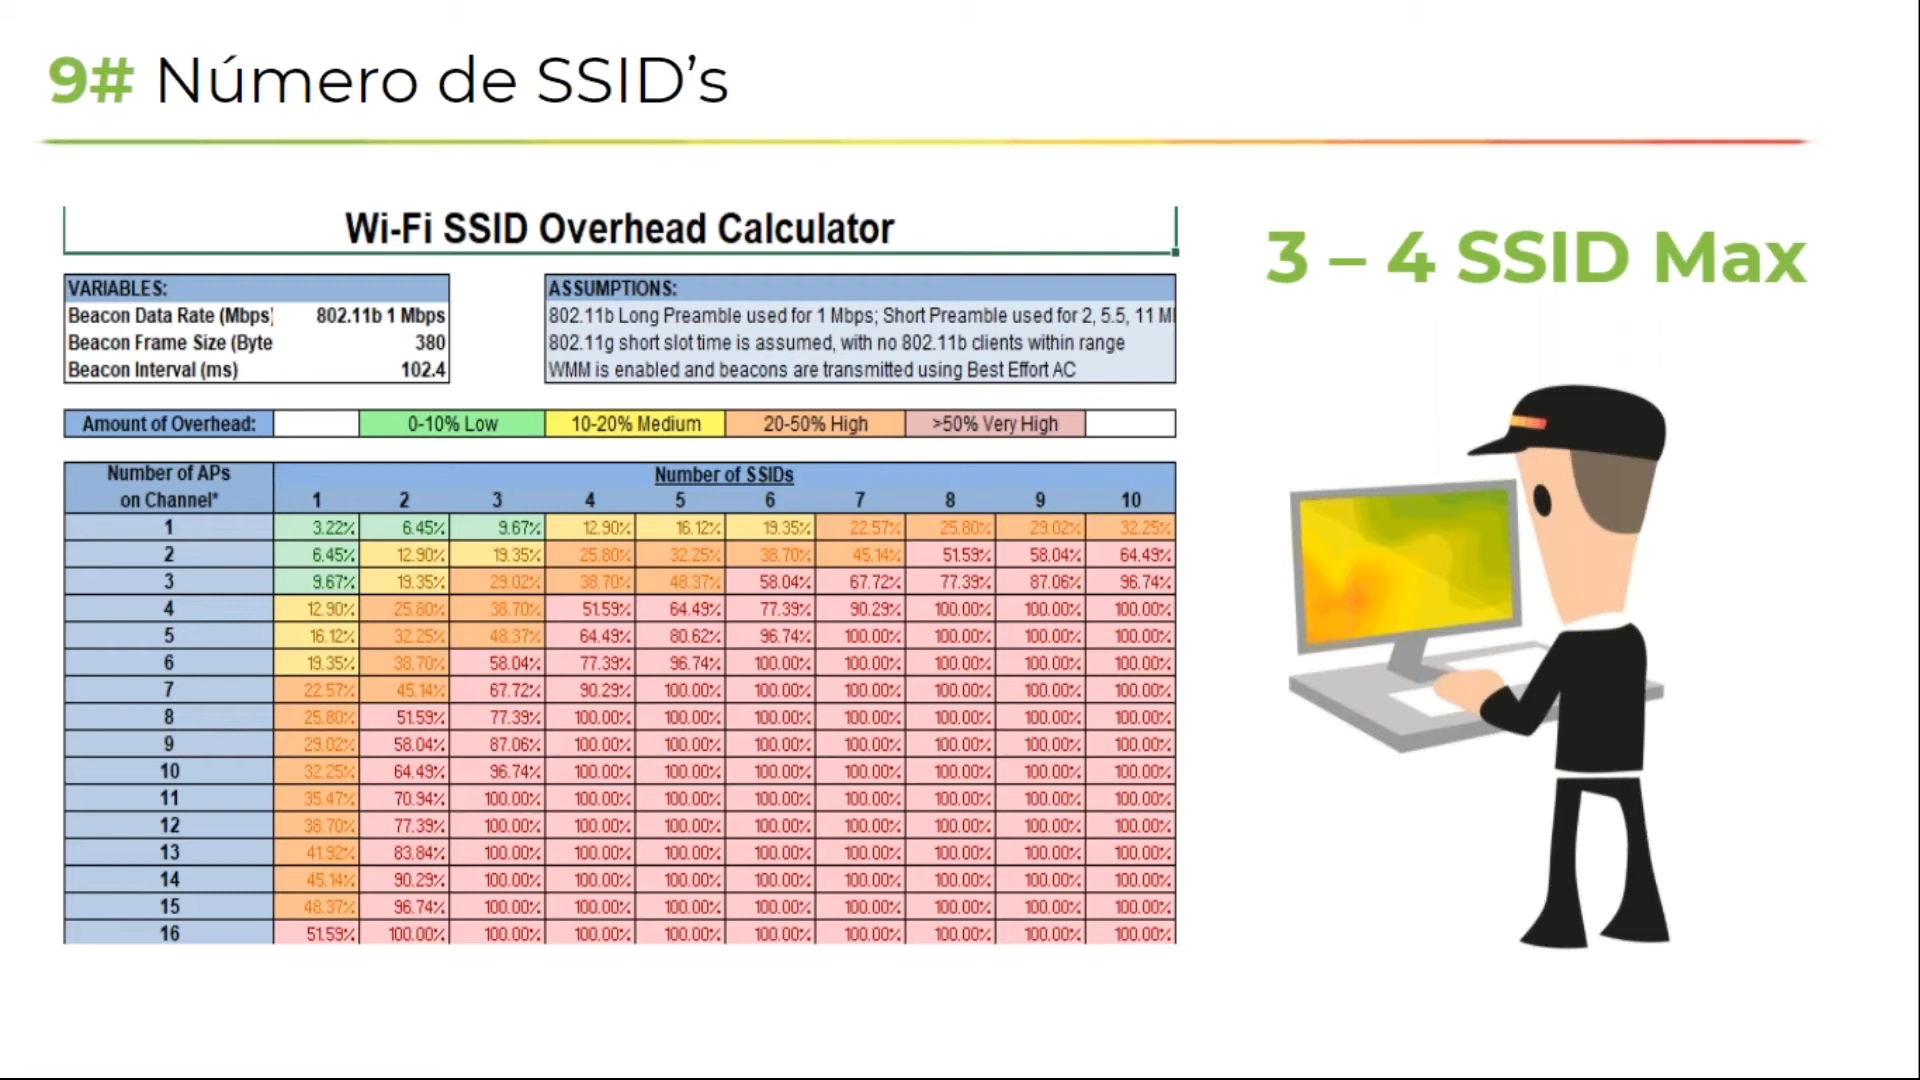 9# Número de SSID’s
Wi-Fi SSID Overhead Calculator
3 – 4 SSID Max
VARIABLES:
Beacon Data Rate (Mbps) 802.11b 1 Mbps
Beacon Frame Size (Byte 380
Beacon Interval (ms) 102.4
ASSUMPTIONS:
802.11b Long Preamble used for 1 Mbps; Short Preamble used for 2, 5.5, 11
802.11g short slot time is assumed, with no 802.11b clients within range
WMM is enabled and beacons are transmitted using Best Effort AC
Amount of Overhead: 0-10% Low 10-20% Medium 20-50% High >50% Very High
Number of APs on Channel*
Number of SSIDs
1 2 3 4 5 6 7 8 9 10
1 3.22% 6.45% 9.67% 12.90% 16.12% 19.35% 22.57% 25.80% 29.02% 32.25%
2 6.45% 12.90% 19.35% 25.80% 32.25% 38.70% 45.14% 51.59% 58.04% 64.49%
3 9.67% 19.35% 29.02% 38.70% 48.37% 58.04% 67.72% 77.39% 87.06% 96.74%
4 12.90% 25.80% 38.70% 51.59% 64.49% 77.39% 90.29% 100.00% 100.00% 100.00%
5 16.12% 32.25% 48.37% 64.49% 80.62% 96.74% 100.00% 100.00% 100.00% 100.00%
6 19.35% 38.70% 58.04% 77.39% 96.74% 100.00% 100.00% 100.00% 100.00% 100.00%
7 22.57% 45.14% 67.72% 90.29% 100.00% 100.00% 100.00% 100.00% 100.00% 100.00%
8 25.80% 51.59% 77.39% 100.00% 100.00% 100.00% 100.00% 100.00% 100.00% 100.00%
9 29.02% 58.04% 87.06% 100.00% 100.00% 100.00% 100.00% 100.00% 100.00% 100.00%
10 32.25% 64.49% 96.74% 100.00% 100.00% 100.00% 100.00% 100.00% 100.00% 100.00%
11 35.47% 70.94% 100.00% 100.00% 100.00% 100.00% 100.00% 100.00% 100.00% 100.00%
12 38.70% 77.39% 100.00% 100.00% 100.00% 100.00% 100.00% 100.00% 100.00% 100.00%
13 41.92% 83.84% 100.00% 100.00% 100.00% 100.00% 100.00% 100.00% 100.00% 100.00%
14 45.14% 90.29% 100.00% 100.00% 100.00% 100.00% 100.00% 100.00% 100.00% 100.00%
15 48.37% 96.74% 100.00% 100.00% 100.00% 100.00% 100.00% 100.00% 100.00% 100.00%
16 51.59% 100.00% 100.00% 100.00% 100.00% 100.00% 100.00% 100.00% 100.00% 100.00%